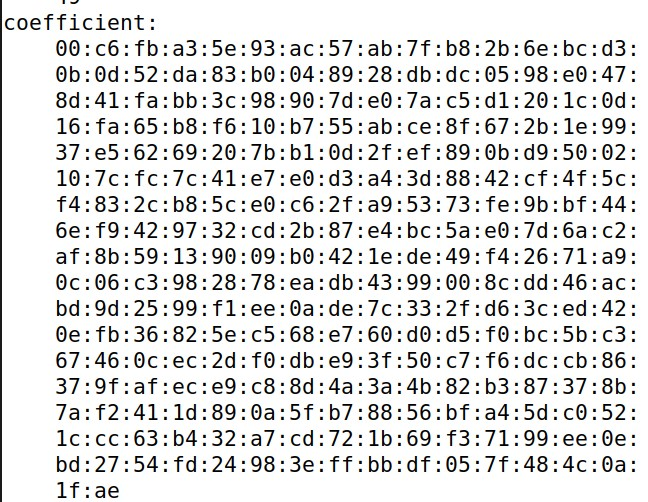 coefficient:
00:c6:fb:a3:5e:93:ac:57:ab:7f:b8:2b:6e:bc:d3:
0b:0d:52:da:83:b0:04:89:28:db:dc:05:98:e0:47:
8d:41:fa:bb:3c:98:90:7d:e0:7a:c5:d1:20:1c:0d:
16:fa:65:b8:f6:10:b7:55:ab:ce:8f:67:2b:1e:99:
37:e5:62:69:20:7b:b1:0d:2f:ef:89:0b:d9:50:02:
10:7c:fc:7c:41:e7:e0:d3:a4:3d:88:42:cf:4f:5c:
f4:83:2c:b8:5c:e0:c6:2f:a9:53:73:fe:9b:bf:44:
6e:f9:42:97:32:cd:2b:87:e4:bc:5a:e0:7d:6a:c2:
af:8b:59:13:90:09:b0:42:1e:de:49:f4:26:71:a9:
0c:06:c3:98:28:78:ea:db:43:99:00:8c:dd:46:ac:
bd:9d:25:99:f1:ee:0a:de:7c:33:2f:d6:3c:ed:42:
0e:fb:36:82:5e:c5:68:e7:60:d0:d5:f0:bc:5b:c3:
67:46:0c:ec:2d:f0:db:e9:3f:50:c7:f6:dc:cb:86:
37:9f:af:ec:e9:c8:8d:4a:3a:4b:82:b3:87:37:8b:
7a:f2:41:1d:89:0a:5f:b7:88:56:bf:a4:5d:c0:52:
1c:cc:63:b4:32:a7:cd:72:1b:69:f3:71:99:ee:0e:
bd:27:54:fd:24:98:3e:ff:bb:df:05:7f:48:4c:0a:
1f:ae